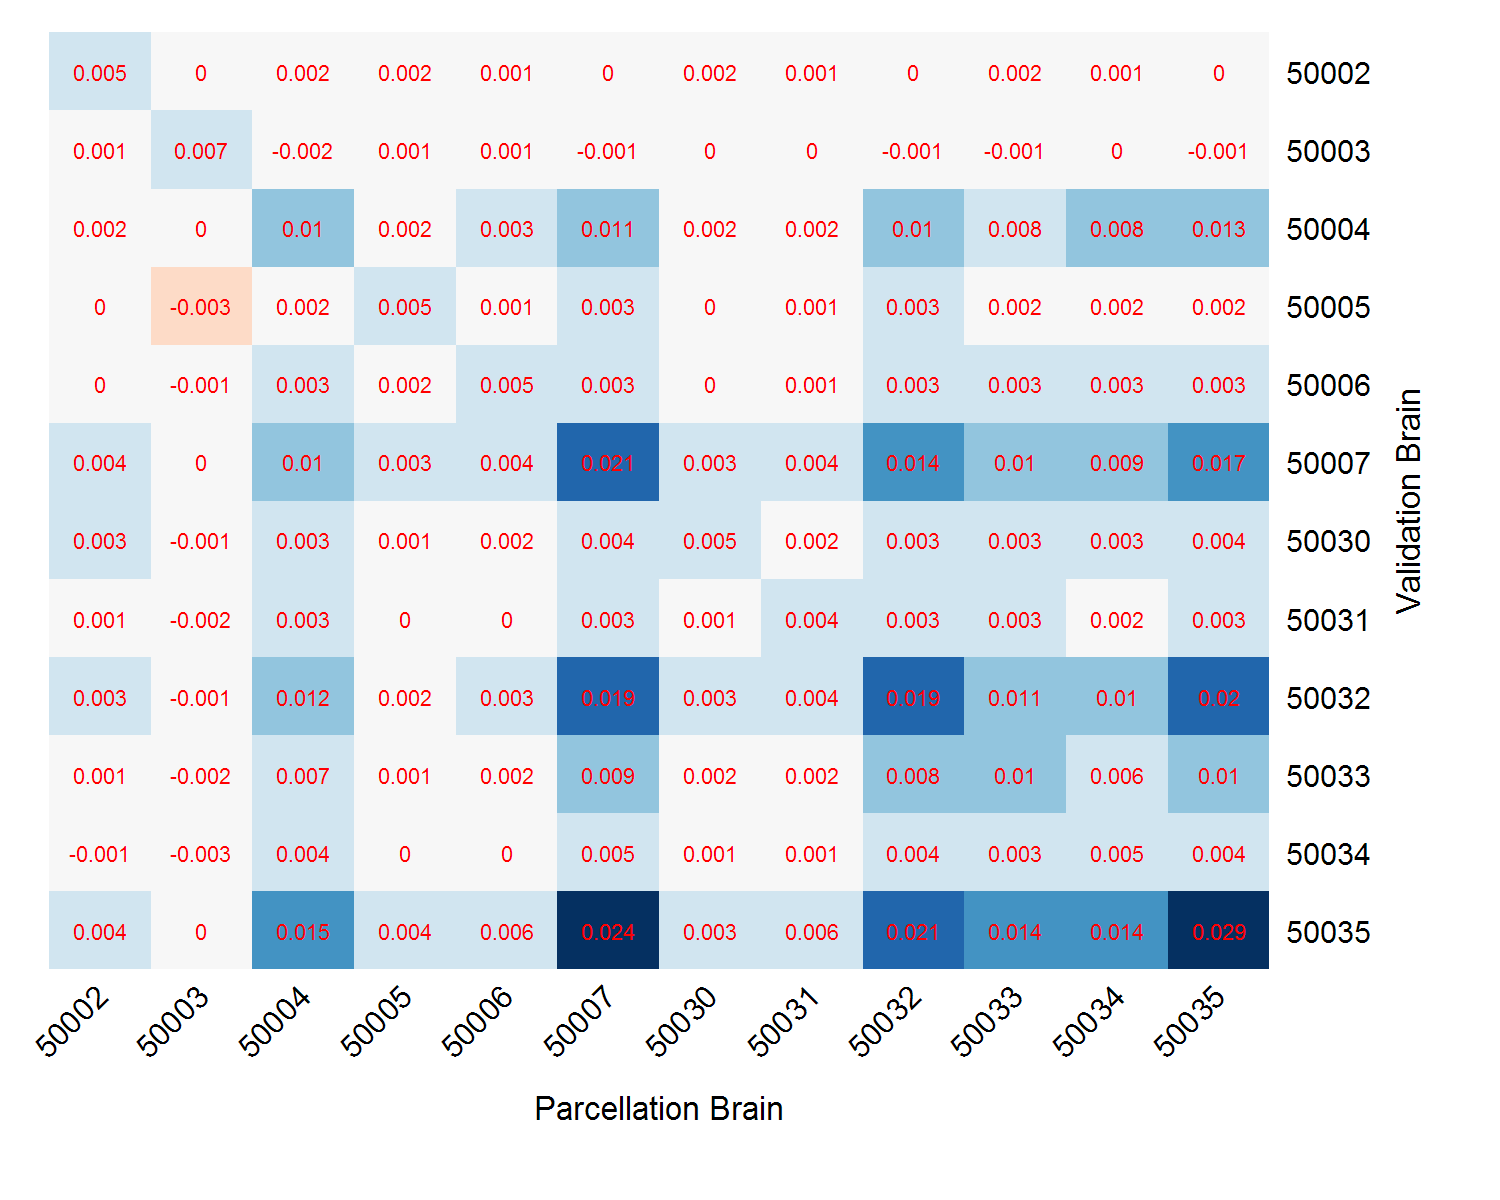 0.005 0 0.002 0.002 0.001 0 0.002 0.001 0 0.002 0.001 0 50002
0.001 0.007 -0.002 0.001 0.001 -0.001 0 0 -0.001 -0.001 0 -0.001 50003
0.002 0 0.01 0.002 0.003 0.011 0.002 0.002 0.01 0.008 0.008 0.013 50004
0 -0.003 0.002 0.005 0.001 0.003 0 0.001 0.003 0.002 0.002 0.002 50005
0 -0.001 0.003 0.002 0.005 0.003 0 0.001 0.003 0.003 0.003 0.003 50006
0.004 0 0.01 0.003 0.004 0.021 0.003 0.004 0.014 0.01 0.009 0.017 50007
0.003 -0.001 0.003 0.001 0.002 0.004 0.005 0.002 0.003 0.003 0.003 0.004 50030
0.001 -0.002 0.003 0 0 0.003 0.001 0.004 0.003 0.003 0.002 0.003 50031
0.003 -0.001 0.012 0.002 0.003 0.019 0.003 0.004 0.019 0.011 0.01 0.02 50032
0.001 -0.002 0.007 0.001 0.002 0.009 0.002 0.002 0.008 0.01 0.006 0.01 50033
-0.001 -0.003 0.004 0 0 0.005 0.001 0.001 0.004 0.003 0.005 0.004 50034
0.004 0 0.015 0.004 0.006 0.024 0.003 0.006 0.021 0.014 0.014 0.029 50035
Validation Brain
50002 50003 50004 50005 50006 50007 50030 50031 50032 50033 50034 50035
Parcellation Brain